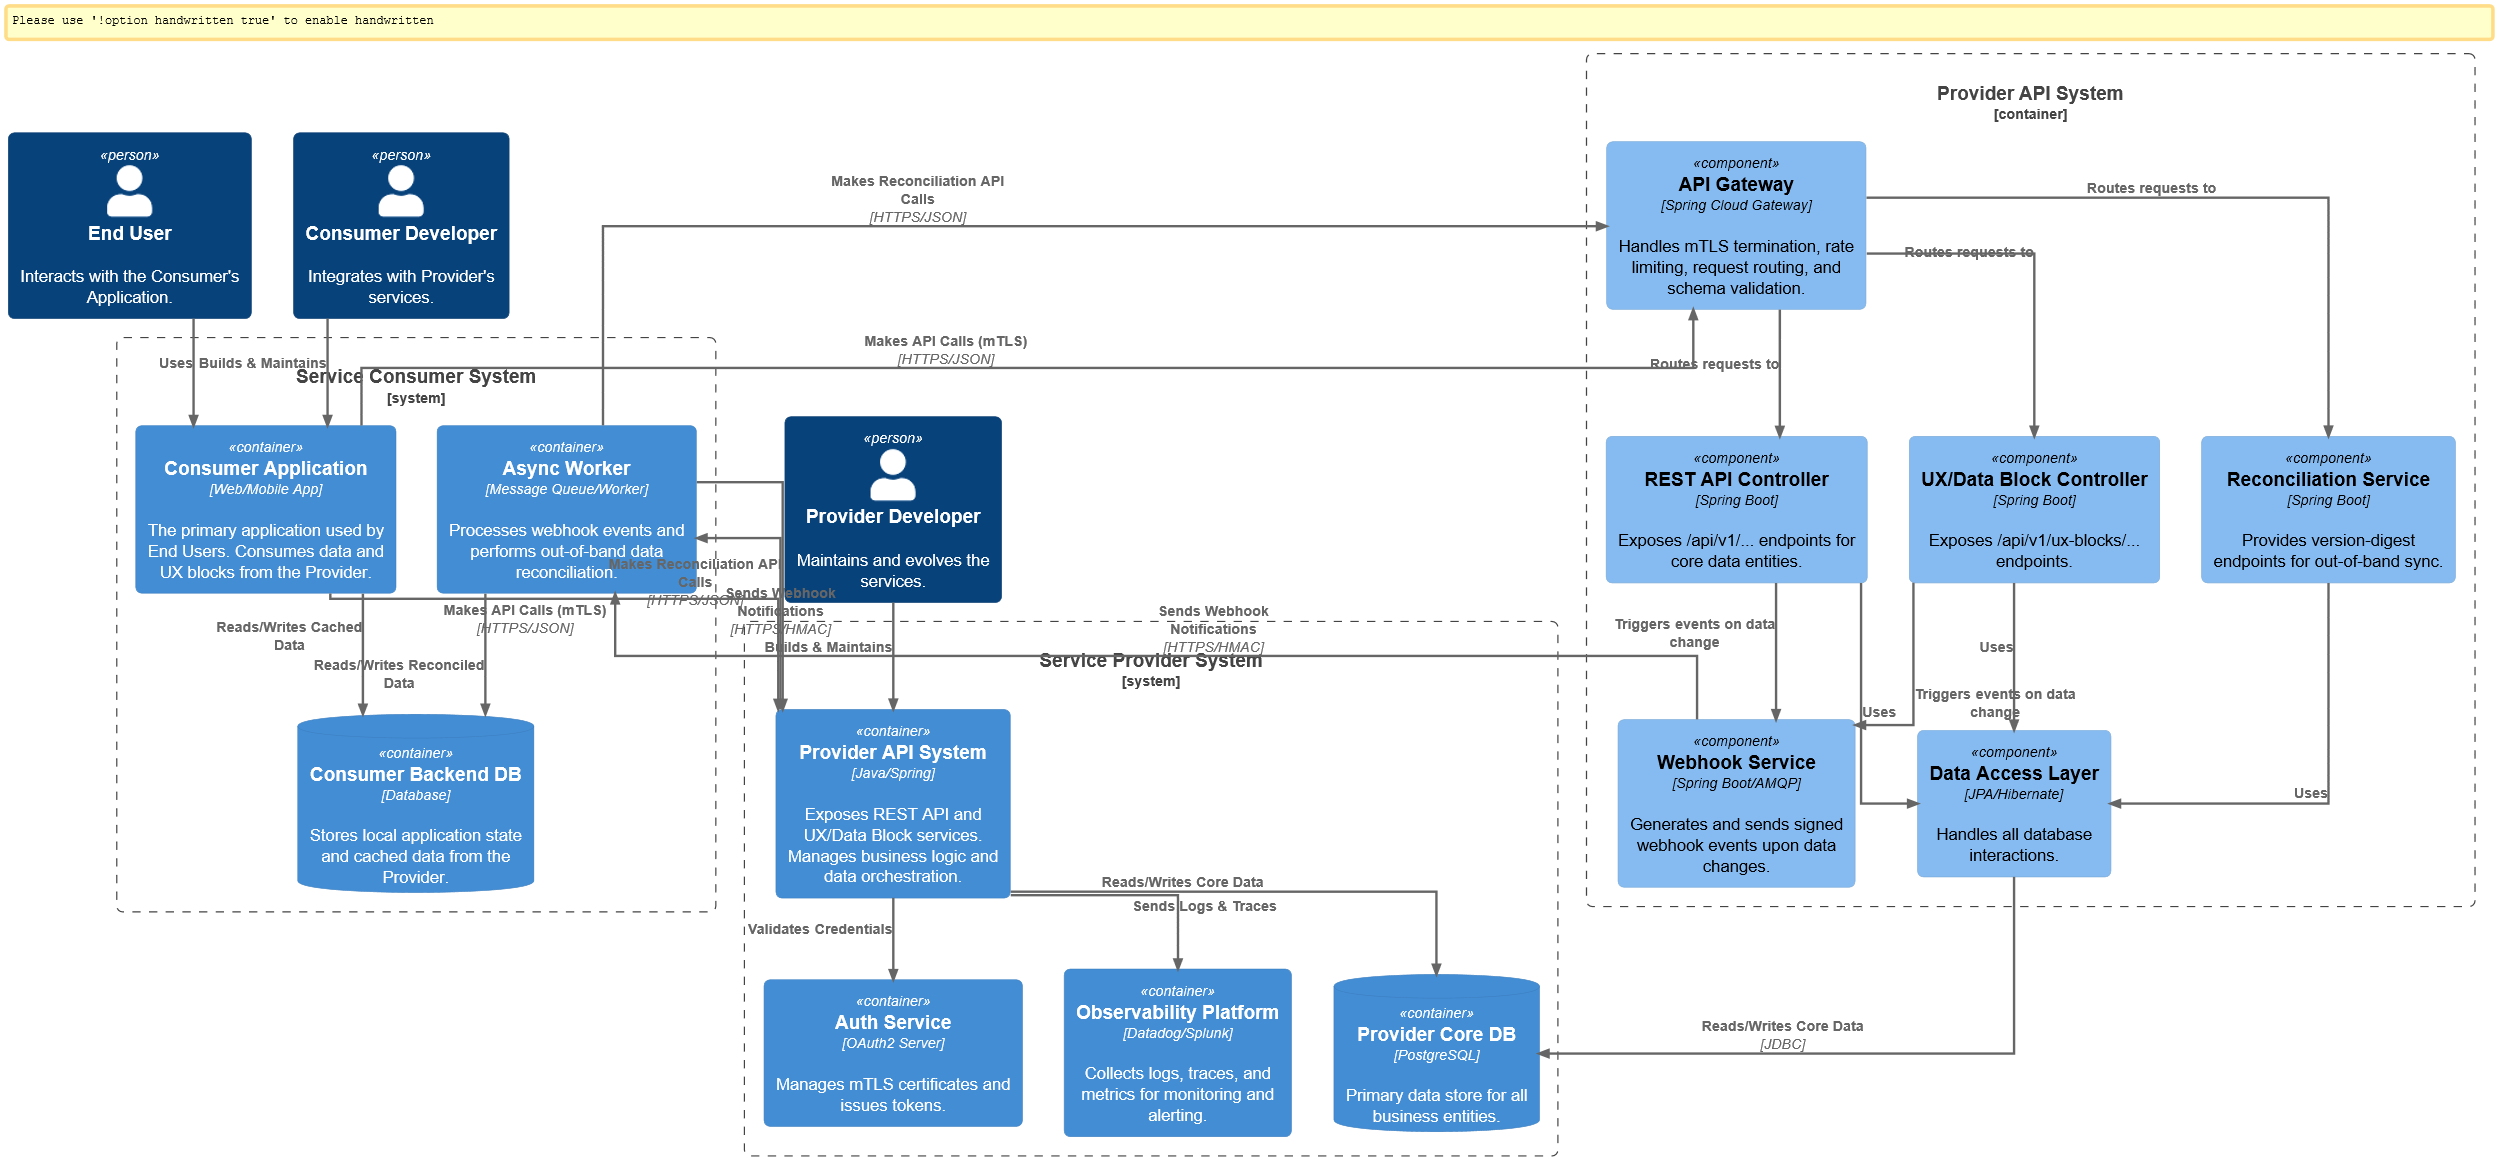 Please use '!option handwritten true' to enable handwritten
«person»
End User
Interacts with the Consumer's
Application.
«person»
Consumer Developer
Integrates with Provider's
services.
Uses
Builds & Maintains
Service Consumer System
[system]
«container»
Consumer Application
[Web/Mobile App]
The primary application used by
End Users. Consumes data and
UX blocks from the Provider.
«container»
Async Worker
[Message Queue/Worker]
Processes webhook events and
performs out-of-band data
reconciliation.
Reads/Writes Cached
Data
Reads/Writes Reconciled
Data
Makes API Calls (mTLS)
[HTTPS/JSON]
«container»
Consumer Backend DB
[Database]
Stores local application state
and cached data from the
Provider.
Makes Reconciliation API
Calls
[HTTPS/JSON]
Makes API Calls (mTLS)
[HTTPS/JSON]
«person»
Provider Developer
Maintains and evolves the
services.
Makes Reconciliation API
Calls
[HTTPS/JSON]
Sends Webhook
Notifications
[HTTPS/HMAC]
Builds & Maintains
Sends Webhook
Notifications
[HTTPS/HMAC]
Service Provider System
[system]
«container»
Provider API System
[Java/Spring]
Exposes REST API and
UX/Data Block services.
Manages business logic and
data orchestration.
Reads/Writes Core Data
Sends Logs & Traces
Validates Credentials
«container»
Auth Service
[OAuth2 Server]
Manages mTLS certificates and
issues tokens.
«container»
Observability Platform
[Datadog/Splunk]
Collects logs, traces, and
metrics for monitoring and
alerting.
«container»
Provider Core DB
[PostgreSQL]
Primary data store for all
business entities.
Provider API System
[container]
«component»
API Gateway
[Spring Cloud Gateway]
Handles mTLS termination, rate
limiting, request routing, and
schema validation.
Routes requests to
Routes requests to
Routes requests to
«component»
REST API Controller
[Spring Boot]
Exposes /api/v1/... endpoints for
core data entities.
«component»
UX/Data Block Controller
[Spring Boot]
Exposes /api/v1/ux-blocks/...
endpoints.
«component»
Reconciliation Service
[Spring Boot]
Provides version-digest
endpoints for out-of-band sync.
Triggers events on data
change
Uses
Triggers events on data
change
Uses
Uses
«component»
Webhook Service
[Spring Boot/AMQP]
Generates and sends signed
webhook events upon data
changes.
«component»
Data Access Layer
[JPA/Hibernate]
Handles all database
interactions.
Reads/Writes Core Data
[JDBC]